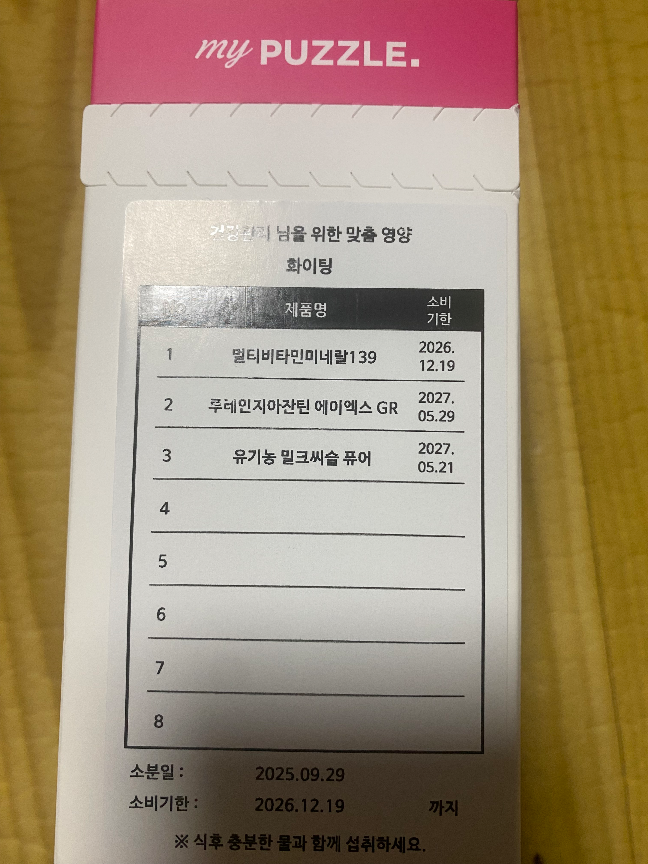 my PUZZLE.
건강관리 님을 위한 맞춤 영양
화이팅
제품명 소비
기한
1 멀티비타민미네랄139 2026.
12.19
2 루테인지아잔틴 에이엑스 GR 2027.
05.29
3 유기농 밀크씨슬 퓨어 2027.
05.21
4
5
6
7
8
소분일 : 2025.09.29
소비기한 : 2026.12.19 까지
※ 식후 충분한 물과 함께 섭취하세요.